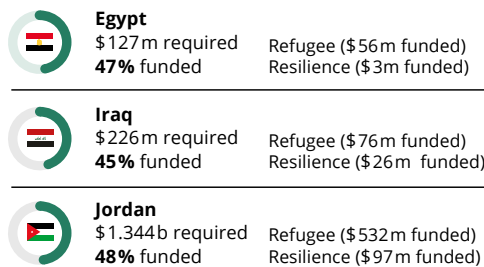 Egypt
$127m required
47% funded
Refugee ($56m funded)
Resilience ($3m funded)
Iraq
$226m required
45% funded
Refugee ($76m funded)
Resilience ($26m funded)
Jordan
$1.344b required
48% funded
Refugee ($532m funded)
Resilience ($97m funded)